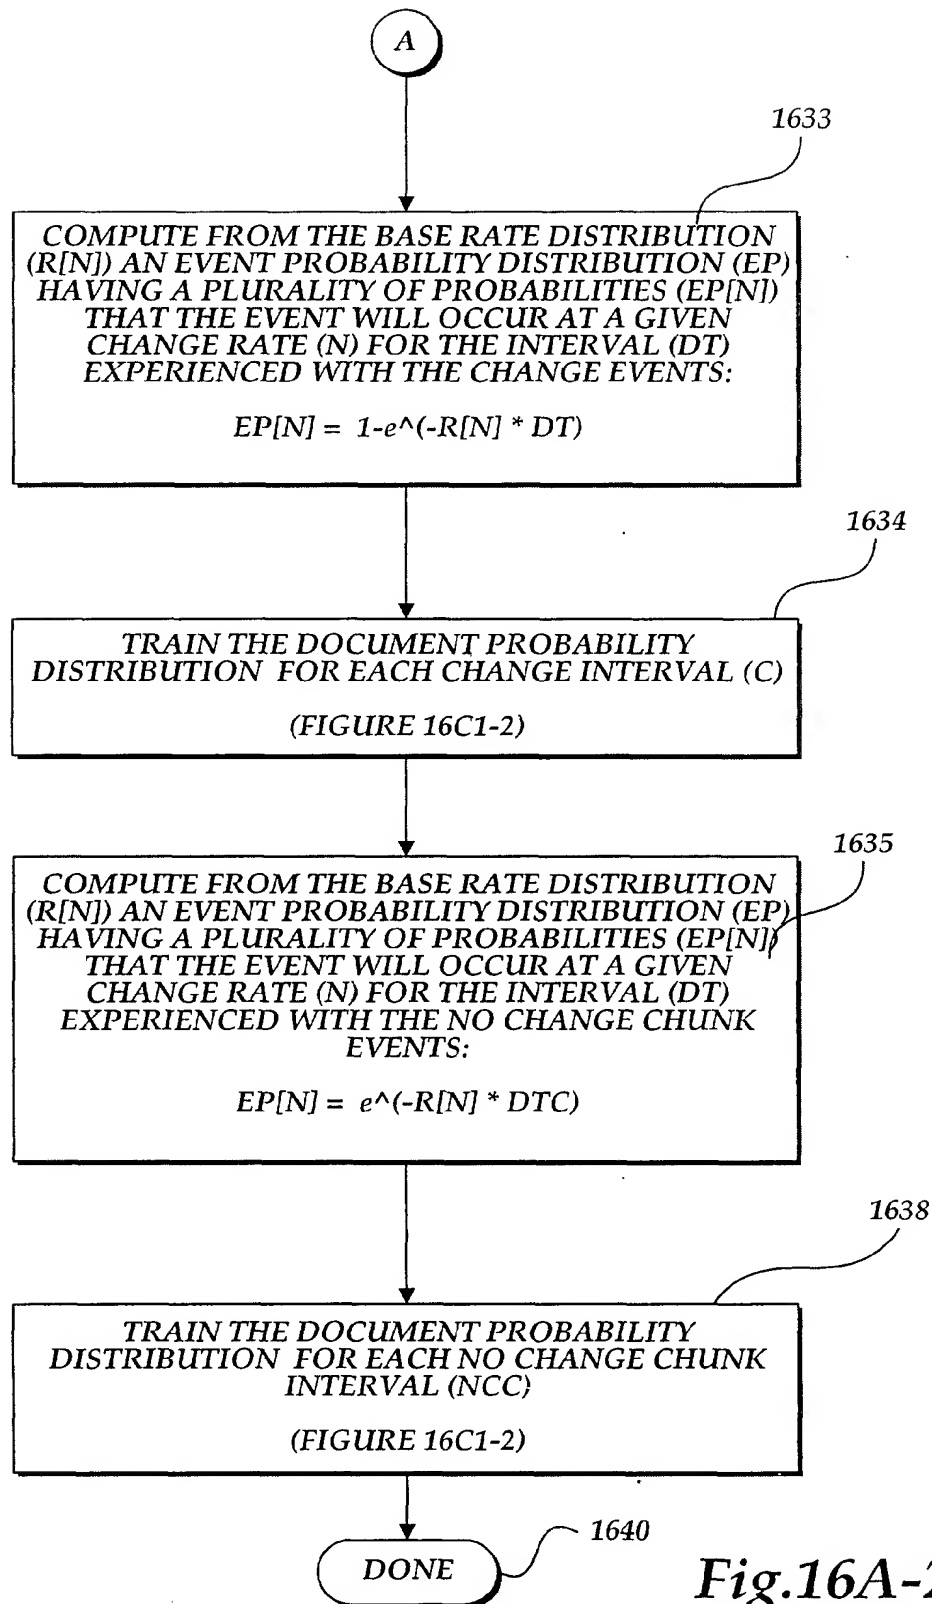 A
1633
COMPUTE FROM THE BASE RATE DISTRIBUTION
(R[N]) AN EVENT PROBABILITY DISTRIBUTION (EP)
HAVING A PLURALITY OF PROBABILITIES (EP[N])
THAT THE EVENT WILL OCCUR AT A GIVEN
CHANGE RATE (N) FOR THE INTERVAL (DT)
EXPERIENCED WITH THE CHANGE EVENTS:
EP[N] = 1-e^(-R[N] * DT)
1634
TRAIN THE DOCUMENT PROBABILITY
DISTRIBUTION FOR EACH CHANGE INTERVAL (C)
(FIGURE 16C1-2)
1635
COMPUTE FROM THE BASE RATE DISTRIBUTION
(R[N]) AN EVENT PROBABILITY DISTRIBUTION (EP)
HAVING A PLURALITY OF PROBABILITIES (EP[N])
THAT THE EVENT WILL OCCUR AT A GIVEN
CHANGE RATE (N) FOR THE INTERVAL (DT)
EXPERIENCED WITH THE NO CHANGE CHUNK
EVENTS:
EP[N] = e^(-R[N] * DTC)
1638
TRAIN THE DOCUMENT PROBABILITY
DISTRIBUTION FOR EACH NO CHANGE CHUNK
INTERVAL (NCC)
(FIGURE 16C1-2)
1640
DONE
Fig.16A-2